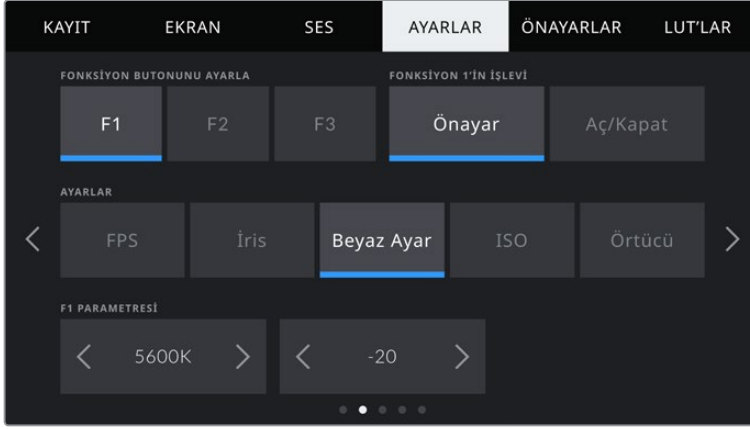 KAYIT EKRAN SES AYARLAR ÖNAYARLAR LUT'LAR
FONKSİYON BUTONUNU AYARLA FONKSİYON 1'İN İŞLEVİ
F1 F2 F3 Önayar Aç/Kapat
AYARLAR
FPS İris Beyaz Ayar ISO Örtücü
F1 PARAMETRESİ
5600K -20